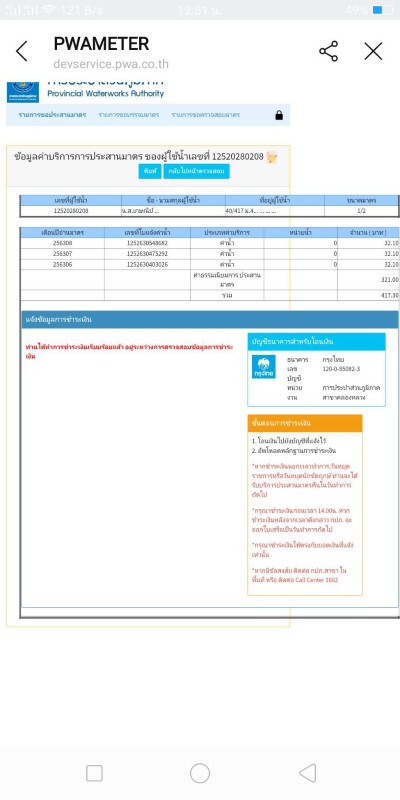 121 B/s 12:51 น. 49%
PWAMETER
devservice.pwa.co.th
การประปาส่วนภูมิภาค
Provincial Waterworks Authority
รายการขอประสานมาตร รายการขอบรรจบมาตร รายการขอตรวจสอบมาตร
ข้อมูลค่าบริการการประสานมาตร ของผู้ใช้น้ำเลขที่ 12520280208
พิมพ์ กลับไปหน้าตรวจสอบ
เลขที่ผู้ใช้น้ำ ชื่อ - นามสกุลผู้ใช้น้ำ ที่อยู่ผู้ใช้น้ำ ขนาดมาตร
12520280208 น.ส.เกษณีย์ ... 40/417 ม.4... ... ... ... 1/2
เดือนปีอ่านมาตร เลขที่ใบแจ้งค่าน้ำ ประเภทค่าบริการ หน่วยน้ำ จำนวน ( บาท )
256308 1252630548682 ค่าน้ำ 0 32.10
256307 1252630475292 ค่าน้ำ 0 32.10
256306 1252630403026 ค่าน้ำ 0 32.10
ค่าธรรมเนียมการ ประสาน
มาตร 321.00
รวม 417.30
แจ้งข้อมูลการชำระเงิน
ท่านได้ทำการชำระเงินเรียบร้อยแล้ว อยู่ระหว่างการตรวจสอบข้อมูลการชำระ
เงิน
บัญชีธนาคารสำหรับโอนเงิน
กรุงไทย
ธนาคาร กรุงไทย
เลข 120-0-85082-3
บัญชี
หน่วย การประปาส่วนภูมิภาค
งาน สาขาคลองหลวง
ขั้นตอนการชำระเงิน
1. โอนเงินไปยังบัญชีที่แจ้งไว้
2. อัพโหลดหลักฐานการชำระเงิน
*หากชำระเงินนอกเวลาทำการ,วันหยุด
ราชการหรือวันหยุดนักขัตฤกษ์ ท่านจะได้
รับบริการประสานมาตรคืนในวันทำการ
ถัดไป
*กรุณาชำระเงินก่อนเวลา 14.00น. หาก
ชำระเงินหลังจากเวลาดังกล่าว กปภ. จะ
ออกใบเสร็จเป็นวันทำการถัดไป
*กรุณาชำระเงินให้ตรงกับยอดเงินที่แจ้ง
เท่านั้น
*หากมีข้อสงสัย ติดต่อ กปภ.สาขา ใน
พื้นที่ หรือ ติดต่อ Call Center 1662